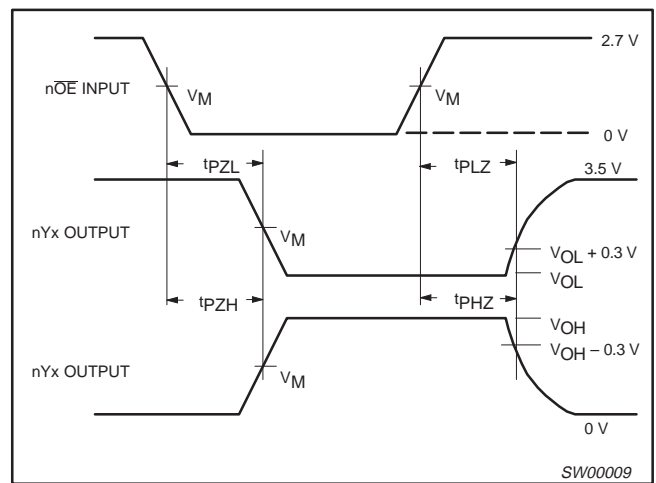 2.7 V
nOE INPUT
VM
VM
0 V
tPZL
tPLZ
3.5 V
nYx OUTPUT
VM
VOL + 0.3 V
VOL
tPZH
tPHZ
VOH
VOH – 0.3 V
nYx OUTPUT
VM
0 V
SW00009